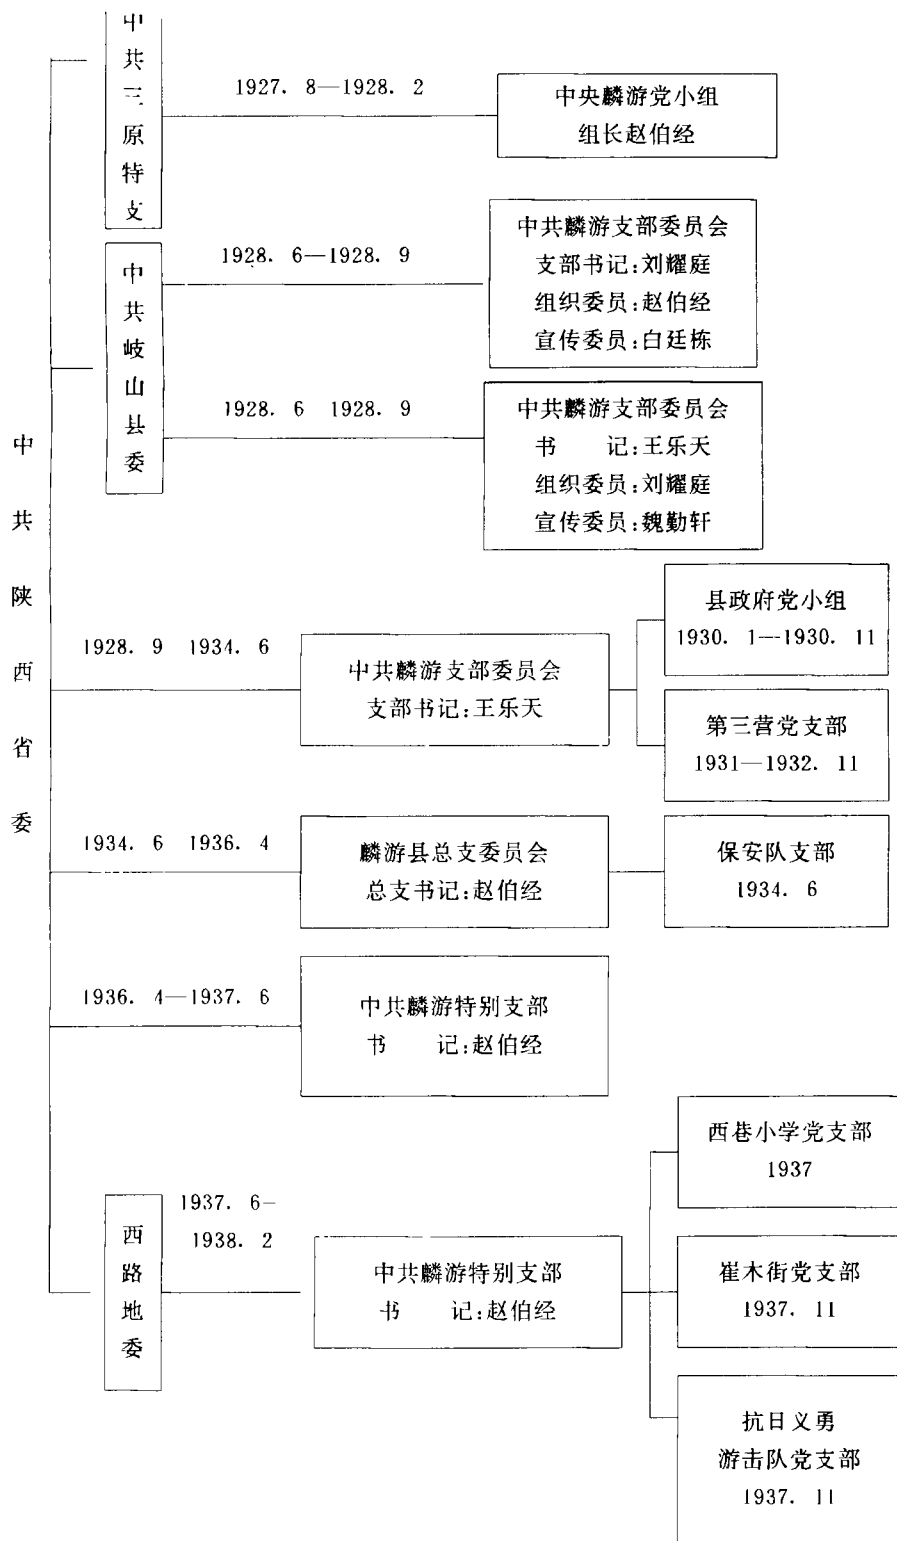 中共陕西省委
中共三原特支
1927. 8—1928. 2
中央麟游党小组
组长赵伯经
中共岐山县委
1928. 6—1928. 9
中共麟游支部委员会
支部书记:刘耀庭
组织委员:赵伯经
宣传委员:白廷栋
1928. 6 1928. 9
中共麟游支部委员会
书 记:王乐天
组织委员:刘耀庭
宣传委员:魏勤轩
1928. 9 1934. 6
中共麟游支部委员会
支部书记:王乐天
县政府党小组
1930. 1—1930. 11
第三营党支部
1931—1932. 11
1934. 6 1936. 4
麟游县总支委员会
总支书记:赵伯经
保安队支部
1934. 6
1936. 4—1937. 6
中共麟游特别支部
书 记:赵伯经
西路地委
1937. 6-
1938. 2
中共麟游特别支部
书 记:赵伯经
西巷小学党支部
1937
崔木街党支部
1937. 11
抗日义勇
游击队党支部
1937. 11